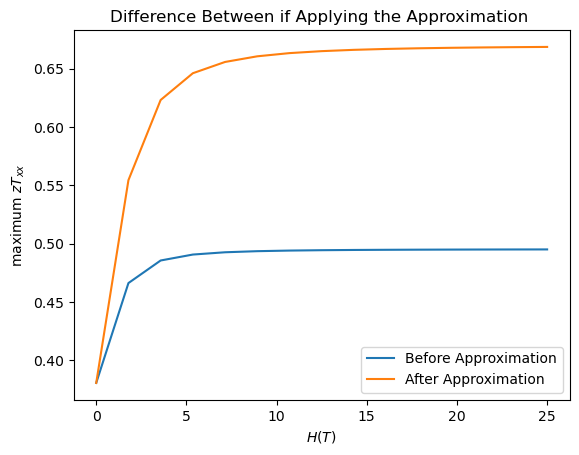 Difference Between if Applying the Approximation
maximum zT_xx
0.65
0.60
0.55
0.50
0.45
0.40
0
5
10
15
20
25
H(T)
Before Approximation
After Approximation